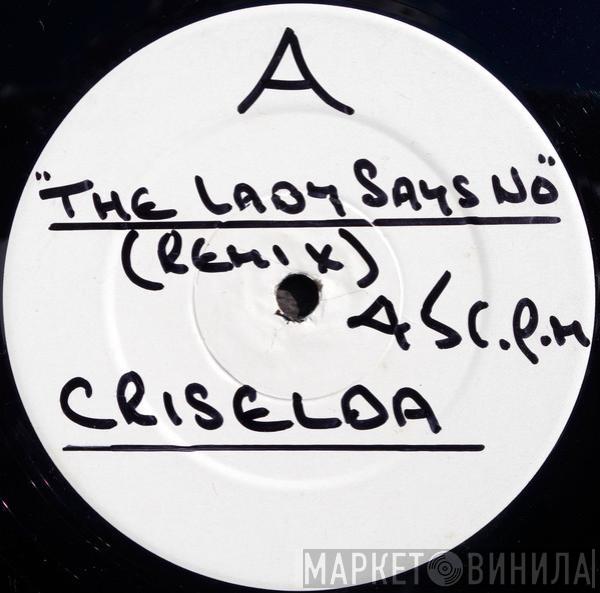 A
"THE LADY SAYS NO"
(REMIX)
45 r.p.m
CRISELDA
МАРКЕТ ВИНИЛА